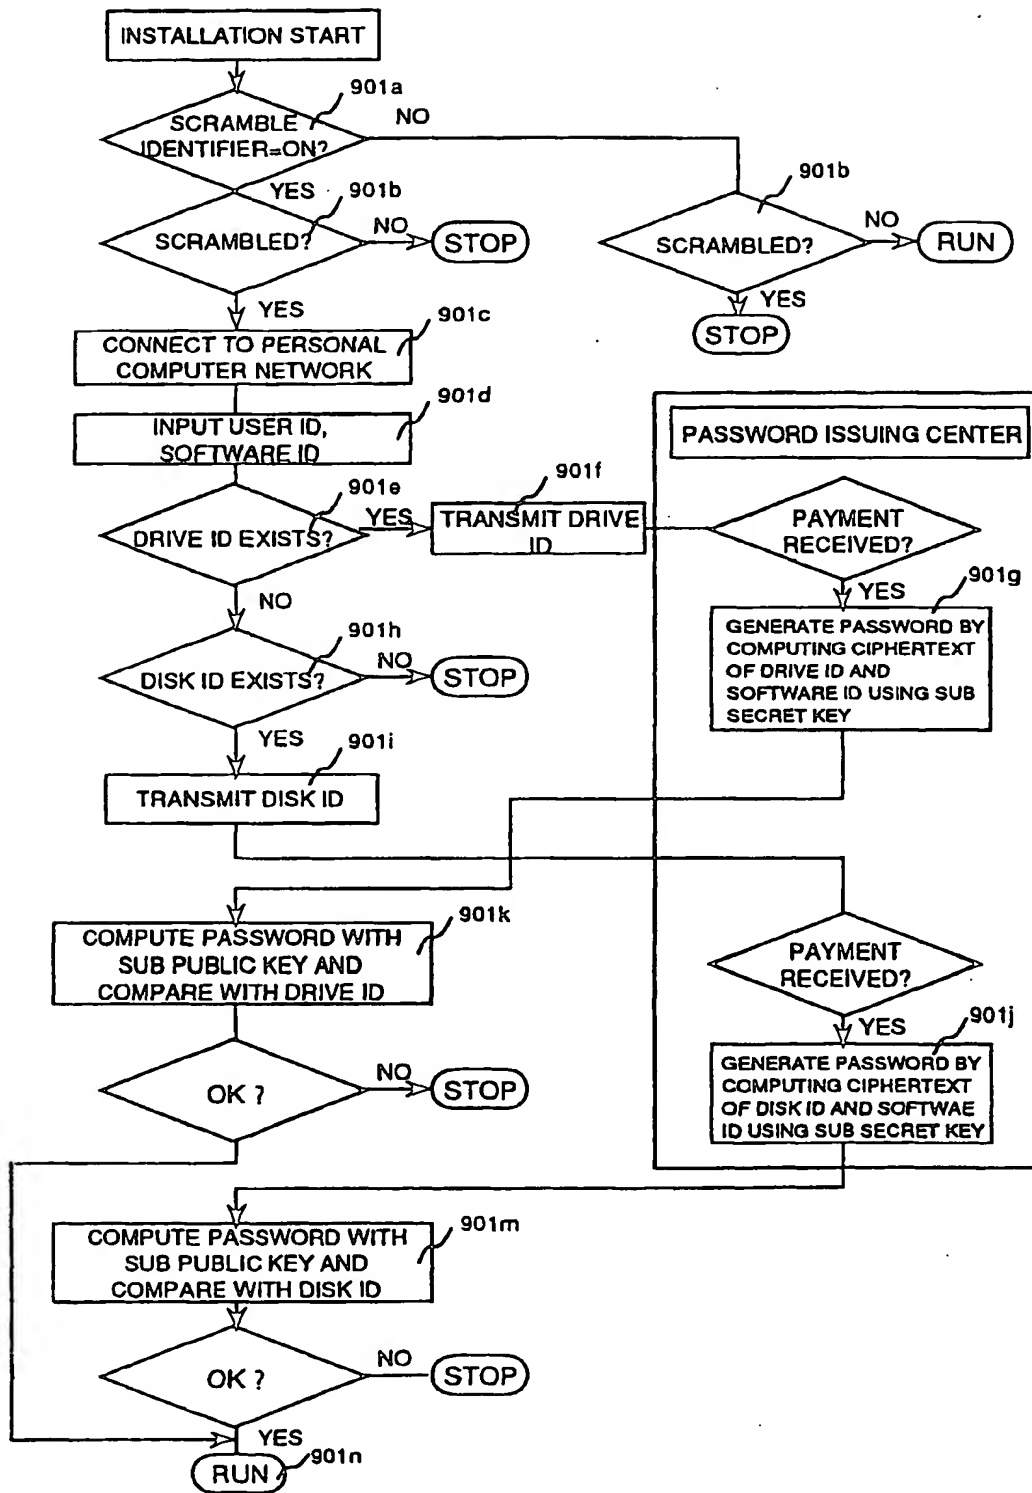 INSTALLATION START
901a
SCRAMBLE
IDENTIFIER=ON?
NO
YES
901b
SCRAMBLED?
NO
STOP
901b
SCRAMBLED?
NO
RUN
YES
STOP
YES
901c
CONNECT TO PERSONAL
COMPUTER NETWORK
901d
INPUT USER ID,
SOFTWARE ID
PASSWORD ISSUING CENTER
901e
DRIVE ID EXISTS?
YES
901f
TRANSMIT DRIVE
ID
PAYMENT
RECEIVED?
YES
901g
GENERATE PASSWORD BY
COMPUTING CIPHERTEXT
OF DRIVE ID AND
SOFTWARE ID USING SUB
SECRET KEY
NO
901h
DISK ID EXISTS?
NO
STOP
YES
901i
TRANSMIT DISK ID
901k
COMPUTE PASSWORD WITH
SUB PUBLIC KEY AND
COMPARE WITH DRIVE ID
PAYMENT
RECEIVED?
YES
901j
GENERATE PASSWORD BY
COMPUTING CIPHERTEXT
OF DISK ID AND SOFTWAE
ID USING SUB SECRET KEY
OK ?
NO
STOP
901m
COMPUTE PASSWORD WITH
SUB PUBLIC KEY AND
COMPARE WITH DISK ID
OK ?
NO
STOP
YES
901n
RUN